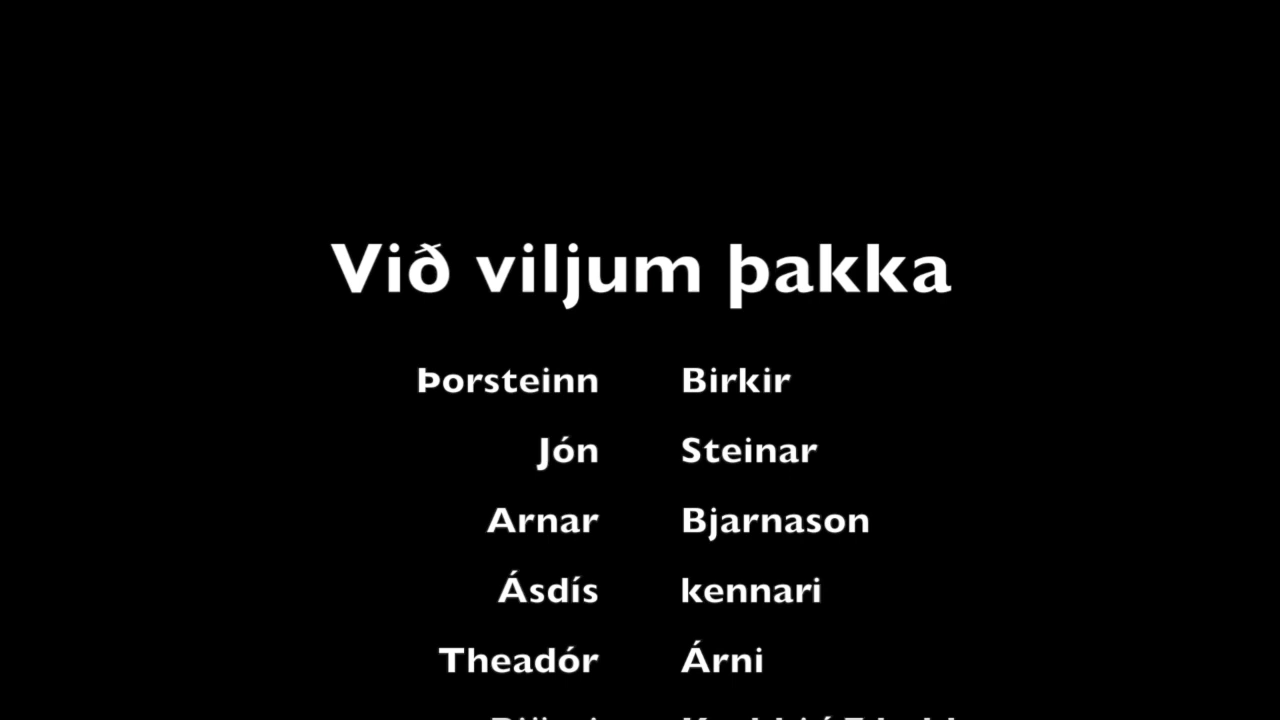 Við viljum þakka
Þorsteinn Birkir
Jón Steinar
Arnar Bjarnason
Ásdís kennari
Theadór Árni